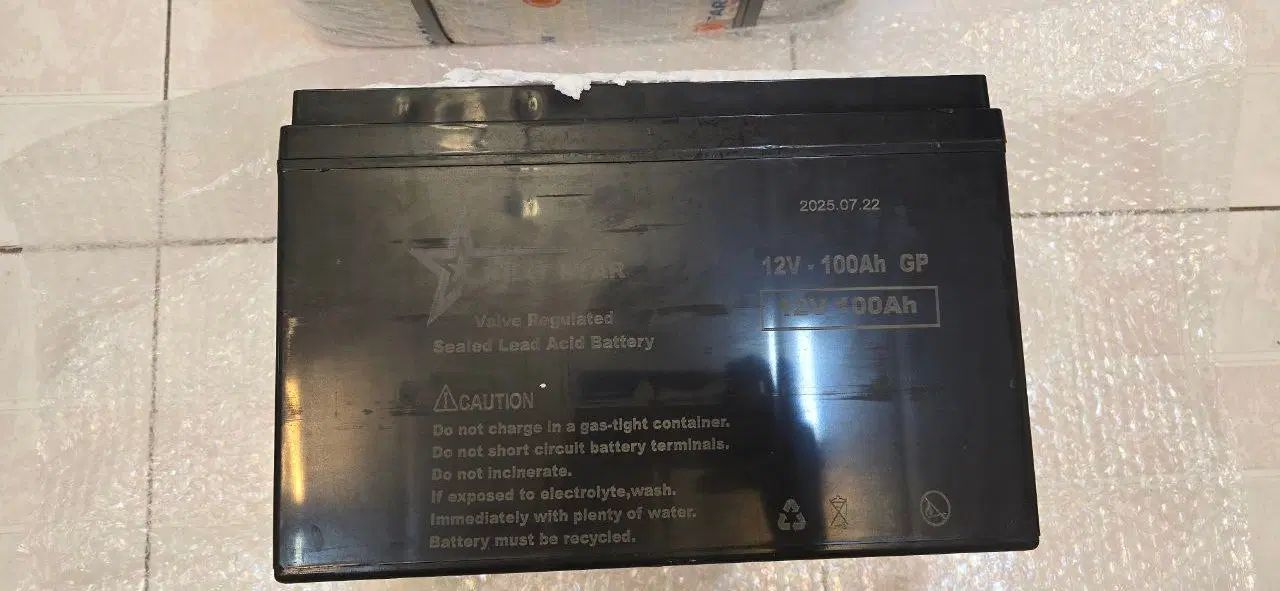 2025.07.22
12V - 100Ah GP
12V-100Ah
Valve Regulated
Sealed Lead Acid Battery
CAUTION
Do not charge in a gas-tight container.
Do not short circuit battery terminals.
Do not incinerate.
If exposed to electrolyte,wash.
Immediately with plenty of water.
Battery must be recycled.